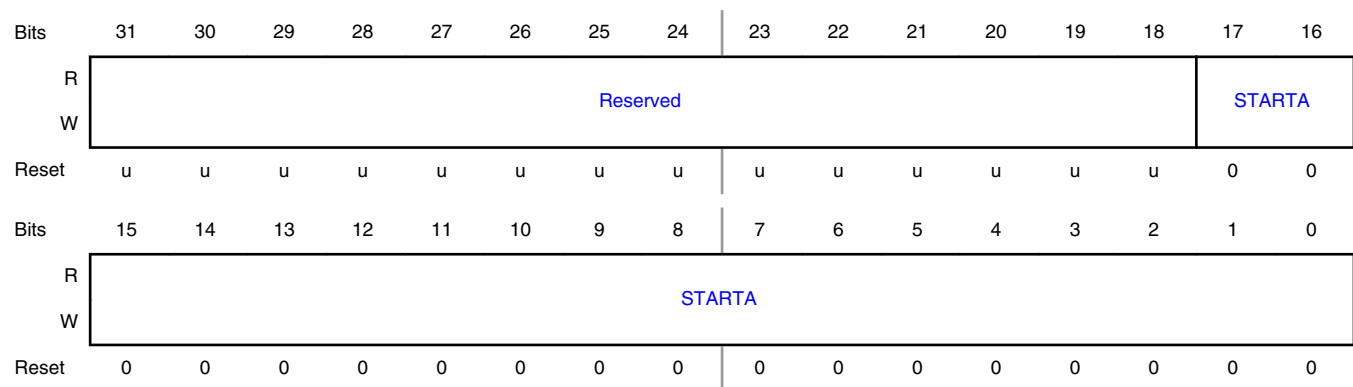 Bits 31 30 29 28 27 26 25 24 23 22 21 20 19 18 17 16
R
Reserved STARTA
W
Reset u u u u u u u u u u u u u u 0 0
Bits 15 14 13 12 11 10 9 8 7 6 5 4 3 2 1 0
R
STARTA
W
Reset 0 0 0 0 0 0 0 0 0 0 0 0 0 0 0 0